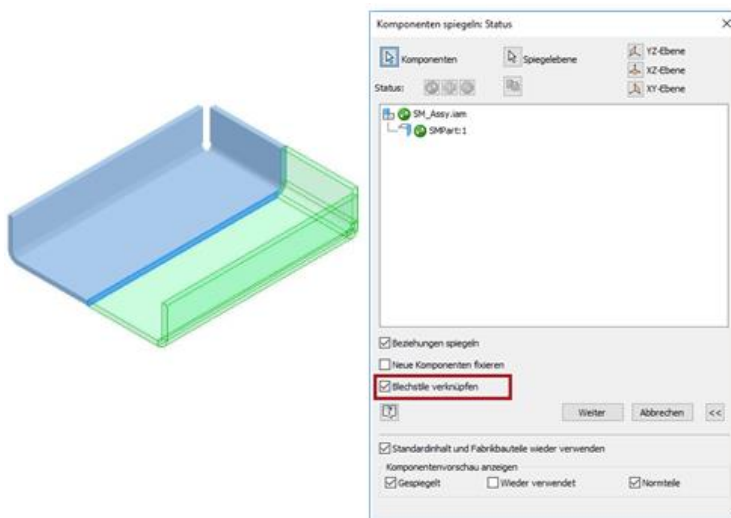 Komponenten spiegeln: Status
Komponenten
Spiegelebene
YZ-Ebene
XZ-Ebene
XY-Ebene
Status:
SM_Assy.iam
SMPart:1
Beziehungen spiegeln
Neue Komponenten fixieren
Blechstile verknüpfen
Weiter
Abbrechen
<<
Standardinhalt und Fabrikbauteile wieder verwenden
Komponentenvorschau anzeigen
Gespiegelt
Wieder verwendet
Normteile